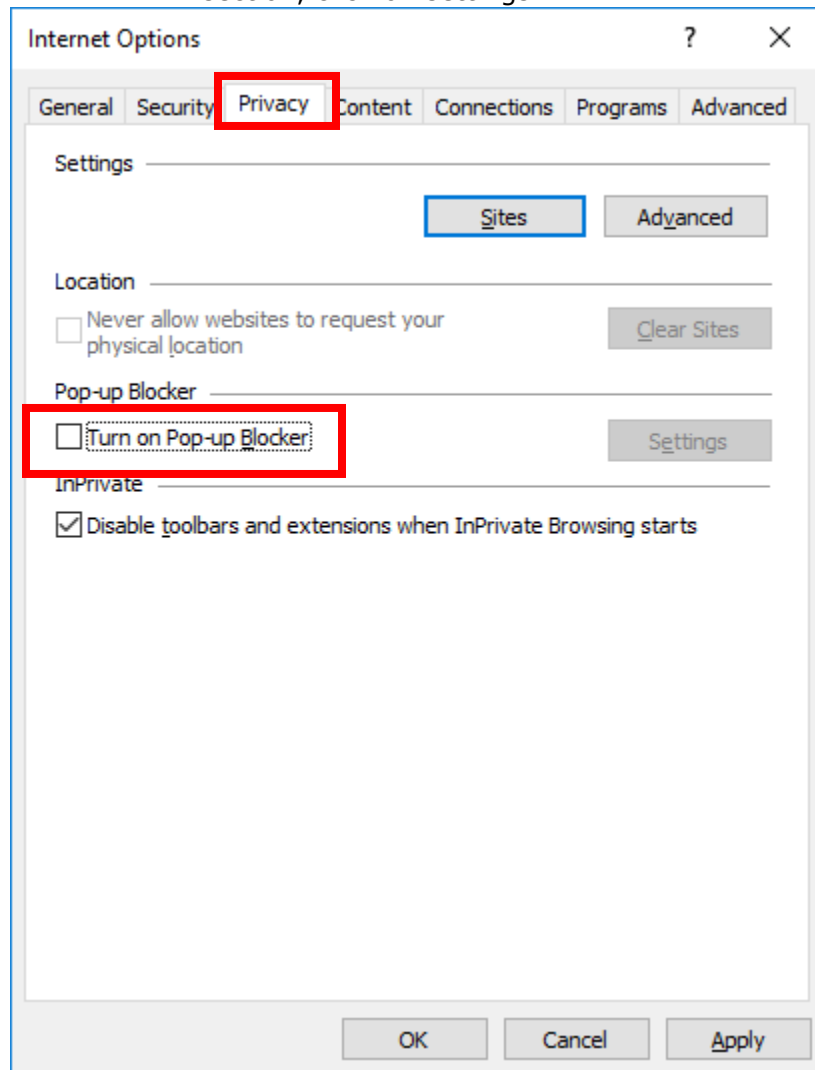 Internet Options ? ×
General Security Privacy Content Connections Programs Advanced
Settings
Sites Advanced
Location
Never allow websites to request your
physical location
Clear Sites
Pop-up Blocker
Turn on Pop-up Blocker Settings
InPrivate
Disable toolbars and extensions when InPrivate Browsing starts
OK Cancel Apply